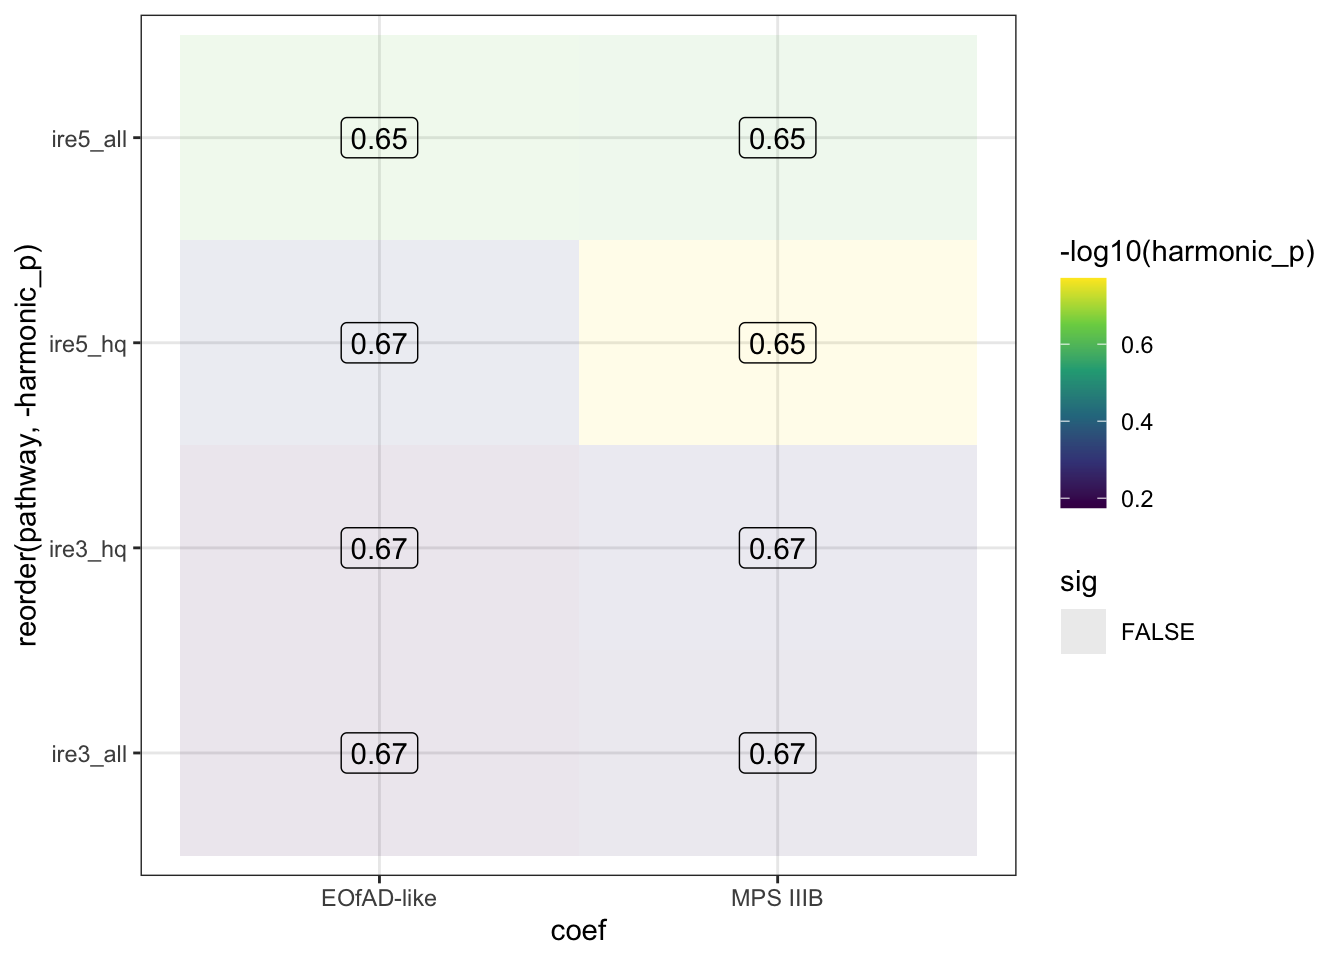 reorder(pathway, -harmonic_p)
ire5_all
0.65
0.65
ire5_hq
0.67
0.65
ire3_hq
0.67
0.67
ire3_all
0.67
0.67
EOfAD-like
MPS IIIB
coef
-log10(harmonic_p)
0.6
0.4
0.2
sig
FALSE